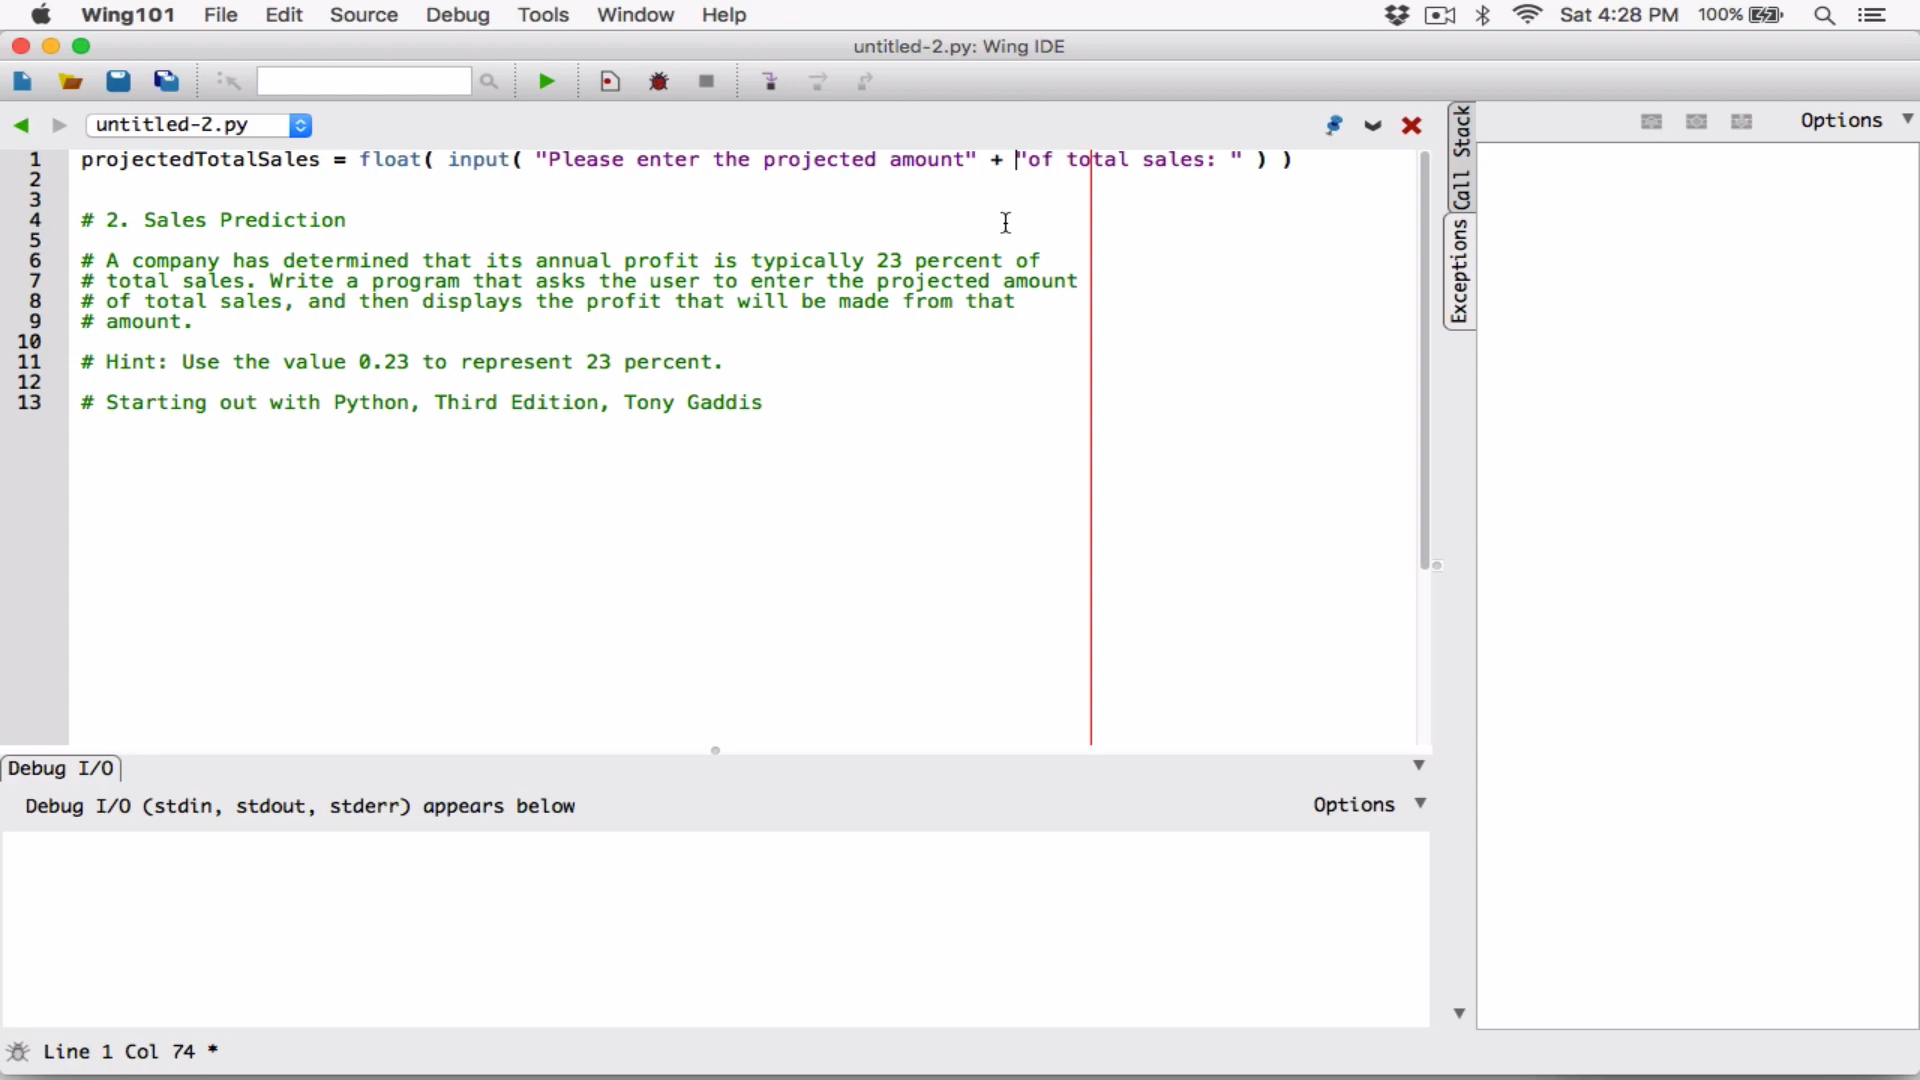 Wing101 File Edit Source Debug Tools Window Help Sat 4:28 PM 100%
untitled-2.py: Wing IDE
untitled-2.py
Options
1 projectedTotalSales = float( input( "Please enter the projected amount" + "of total sales: " ) )
2
3
4 # 2. Sales Prediction
5
6 # A company has determined that its annual profit is typically 23 percent of
7 # total sales. Write a program that asks the user to enter the projected amount
8 # of total sales, and then displays the profit that will be made from that
9 # amount.
10
11 # Hint: Use the value 0.23 to represent 23 percent.
12
13 # Starting out with Python, Third Edition, Tony Gaddis
Call Stack
Exceptions
Debug I/O
Debug I/O (stdin, stdout, stderr) appears below
Options
Line 1 Col 74 *